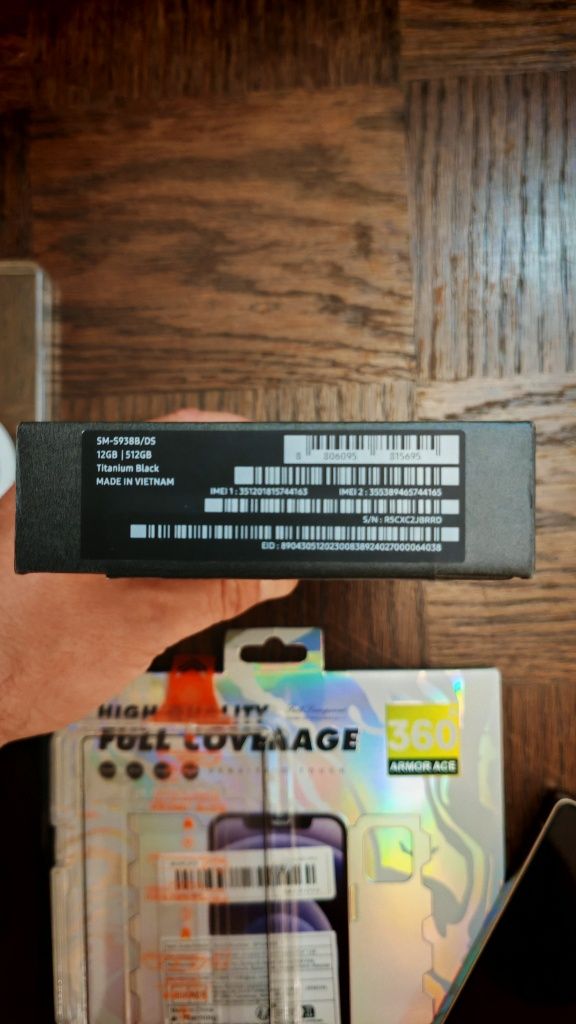 SM-S938B/DS
12GB | 512GB
Titanium Black
MADE IN VIETNAM
8 806095 815695
IMEI 1 : 351201815744163 IMEI 2 : 355389465744165
S/N : R5CXC2JBRRD
EID : 89043051202300838924027000064038
HIGH QUALITY
FULL COVERAGE
360
ARMOR ACE